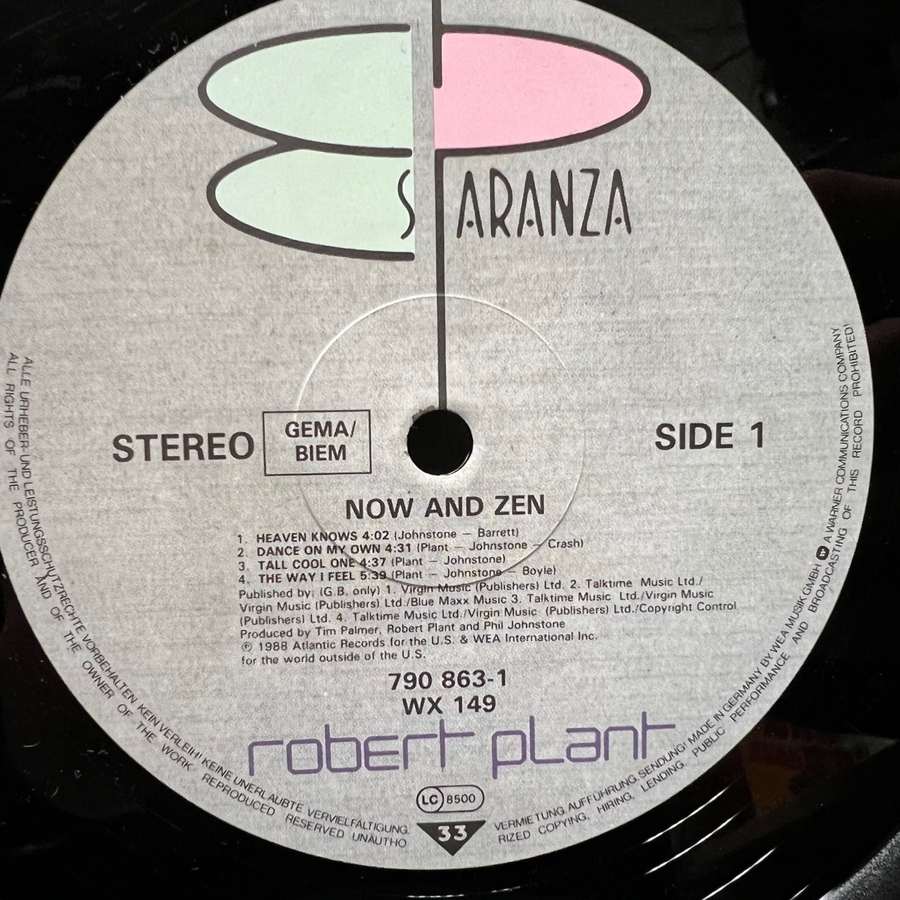 ESPARANZA
STEREO
GEMA/
BIEM
SIDE 1
NOW AND ZEN
1. HEAVEN KNOWS 4:02 (Johnstone – Barrett)
2. DANCE ON MY OWN 4:31 (Plant – Johnstone – Crash)
3. TALL COOL ONE 4:37 (Plant – Johnstone)
4. THE WAY I FEEL 5:39 (Plant – Johnstone – Boyle)
Published by: (G.B. only) 1. Virgin Music (Publishers) Ltd. 2. Talktime Music Ltd./
Virgin Music (Publishers) Ltd./Blue Maxx Music 3. Talktime Music Ltd./Virgin Music
(Publishers) Ltd. 4. Talktime Music Ltd./Virgin Music (Publishers) Ltd./Copyright Control
Produced by Tim Palmer, Robert Plant and Phil Johnstone
℗ 1988 Atlantic Records for the U.S. & WEA International Inc.
for the world outside of the U.S.
790 863-1
WX 149
robert plant
LC 8500
33
ALLE URHEBER- UND LEISTUNGSSCHUTZRECHTE VORBEHALTEN KEIN VERLEIH! KEINE UNERLAUBTE VERVIELFÄLTIGUNG, VERMIETUNG, AUFFÜHRUNG, SENDUNG! MADE IN GERMANY BY WEA MUSIK GMBH A WARNER COMMUNICATIONS COMPANY
ALL RIGHTS OF THE PRODUCER AND OF THE OWNER OF THE WORK REPRODUCED RESERVED UNAUTHORIZED COPYING, HIRING, LENDING, PUBLIC PERFORMANCE AND BROADCASTING OF THIS RECORD PROHIBITED!